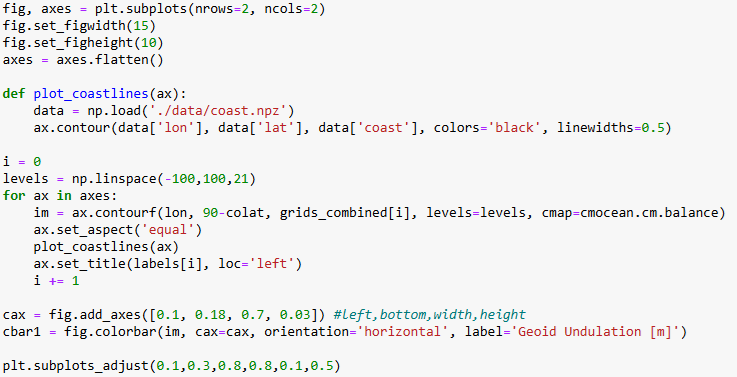 fig, axes = plt.subplots(nrows=2, ncols=2)
fig.set_figwidth(15)
fig.set_figheight(10)
axes = axes.flatten()

def plot_coastlines(ax):
    data = np.load('./data/coast.npz')
    ax.contour(data['lon'], data['lat'], data['coast'], colors='black', linewidths=0.5)

i = 0
levels = np.linspace(-100,100,21)
for ax in axes:
    im = ax.contourf(lon, 90-colat, grids_combined[i], levels=levels, cmap=cmocean.cm.balance)
    ax.set_aspect('equal')
    plot_coastlines(ax)
    ax.set_title(labels[i], loc='left')
    i += 1

cax = fig.add_axes([0.1, 0.18, 0.7, 0.03]) #left,bottom,width,height
cbar1 = fig.colorbar(im, cax=cax, orientation='horizontal', label='Geoid Undulation [m]')

plt.subplots_adjust(0.1,0.3,0.8,0.8,0.1,0.5)